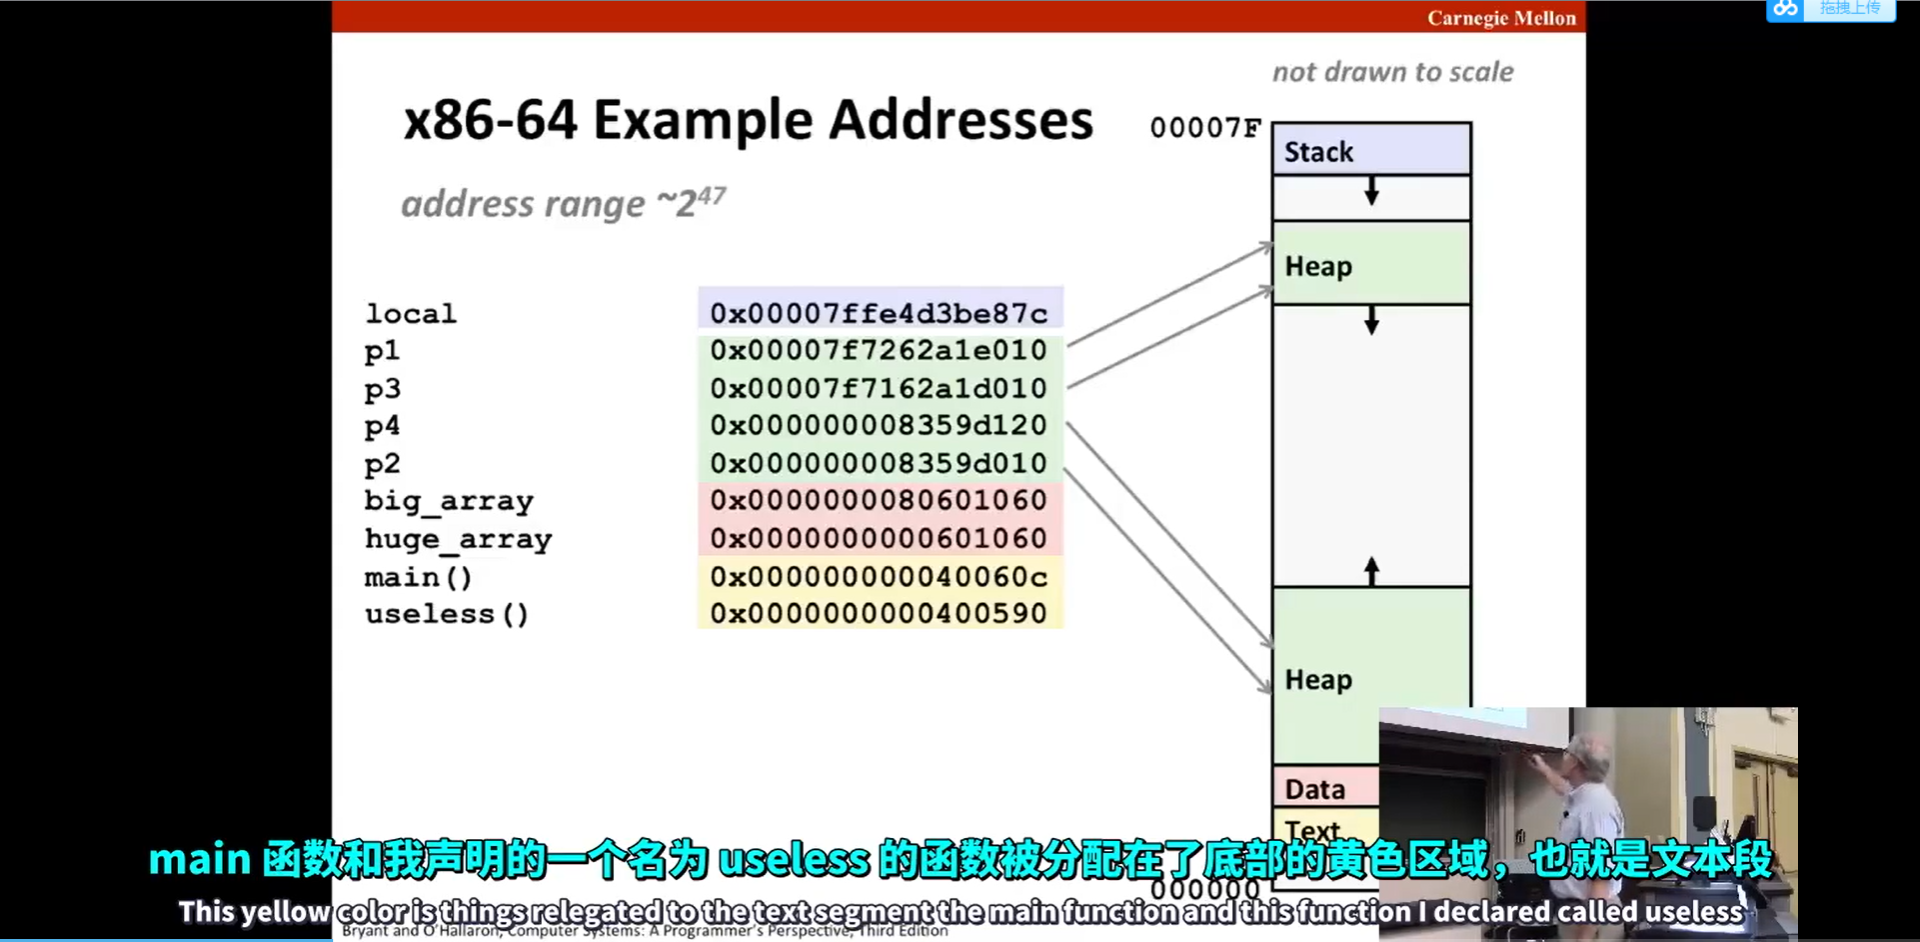 Carnegie Mellon
拖拽上传
not drawn to scale
x86-64 Example Addresses
address range ~2^47
00007F
Stack
Heap
local 0x00007ffe4d3be87c
p1 0x00007f7262a1e010
p3 0x00007f7162a1d010
p4 0x000000008359d120
p2 0x000000008359d010
big_array 0x0000000080601060
huge_array 0x0000000000601060
main() 0x000000000040060c
useless() 0x0000000000400590
Heap
Data
Text
main 函数和我声明的一个名为 useless 的函数被分配在了底部的黄色区域，也就是文本段
000000
This yellow color is things relegated to the text segment the main function and this function I declared called useless
Bryant and O'Hallaron, Computer Systems: A Programmer's Perspective, Third Edition